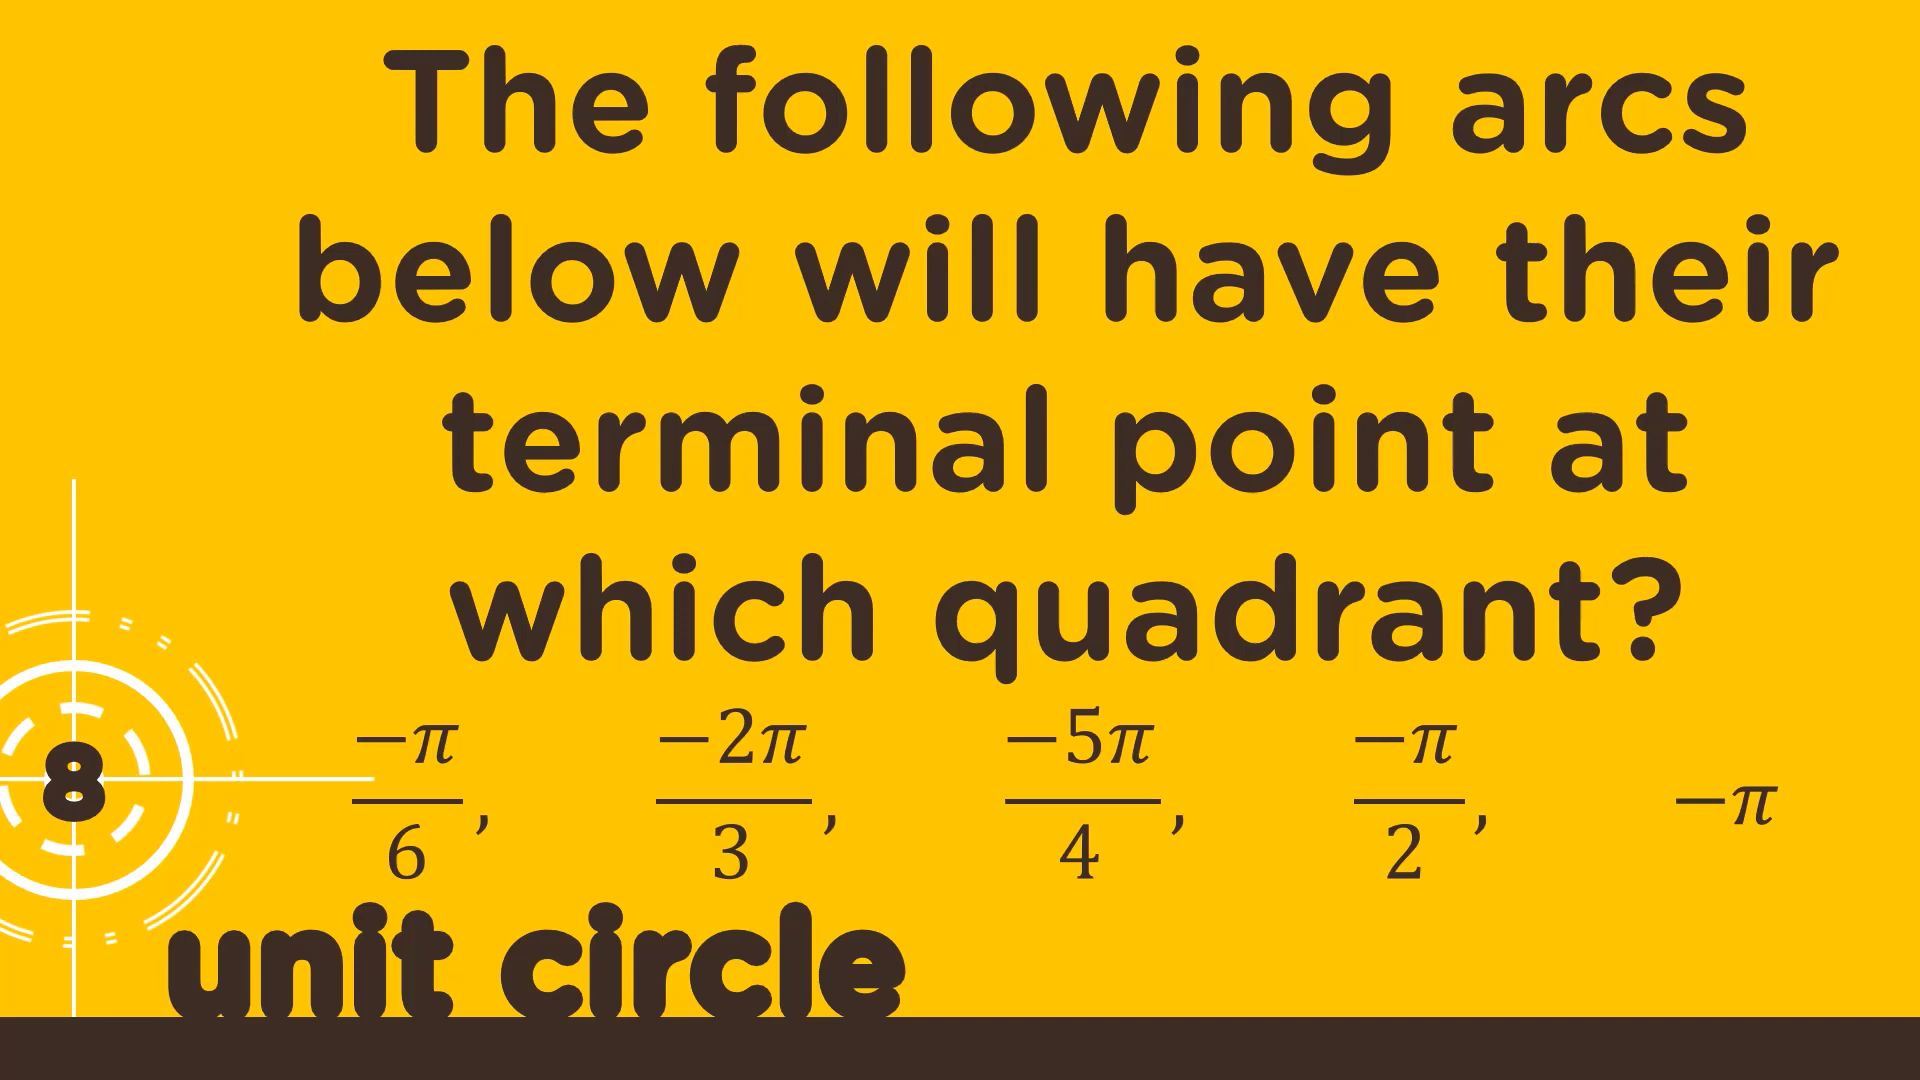 The following arcs
below will have their
terminal point at
which quadrant?
−π/6, −2π/3, −5π/4, −π/2, −π
8
unit circle